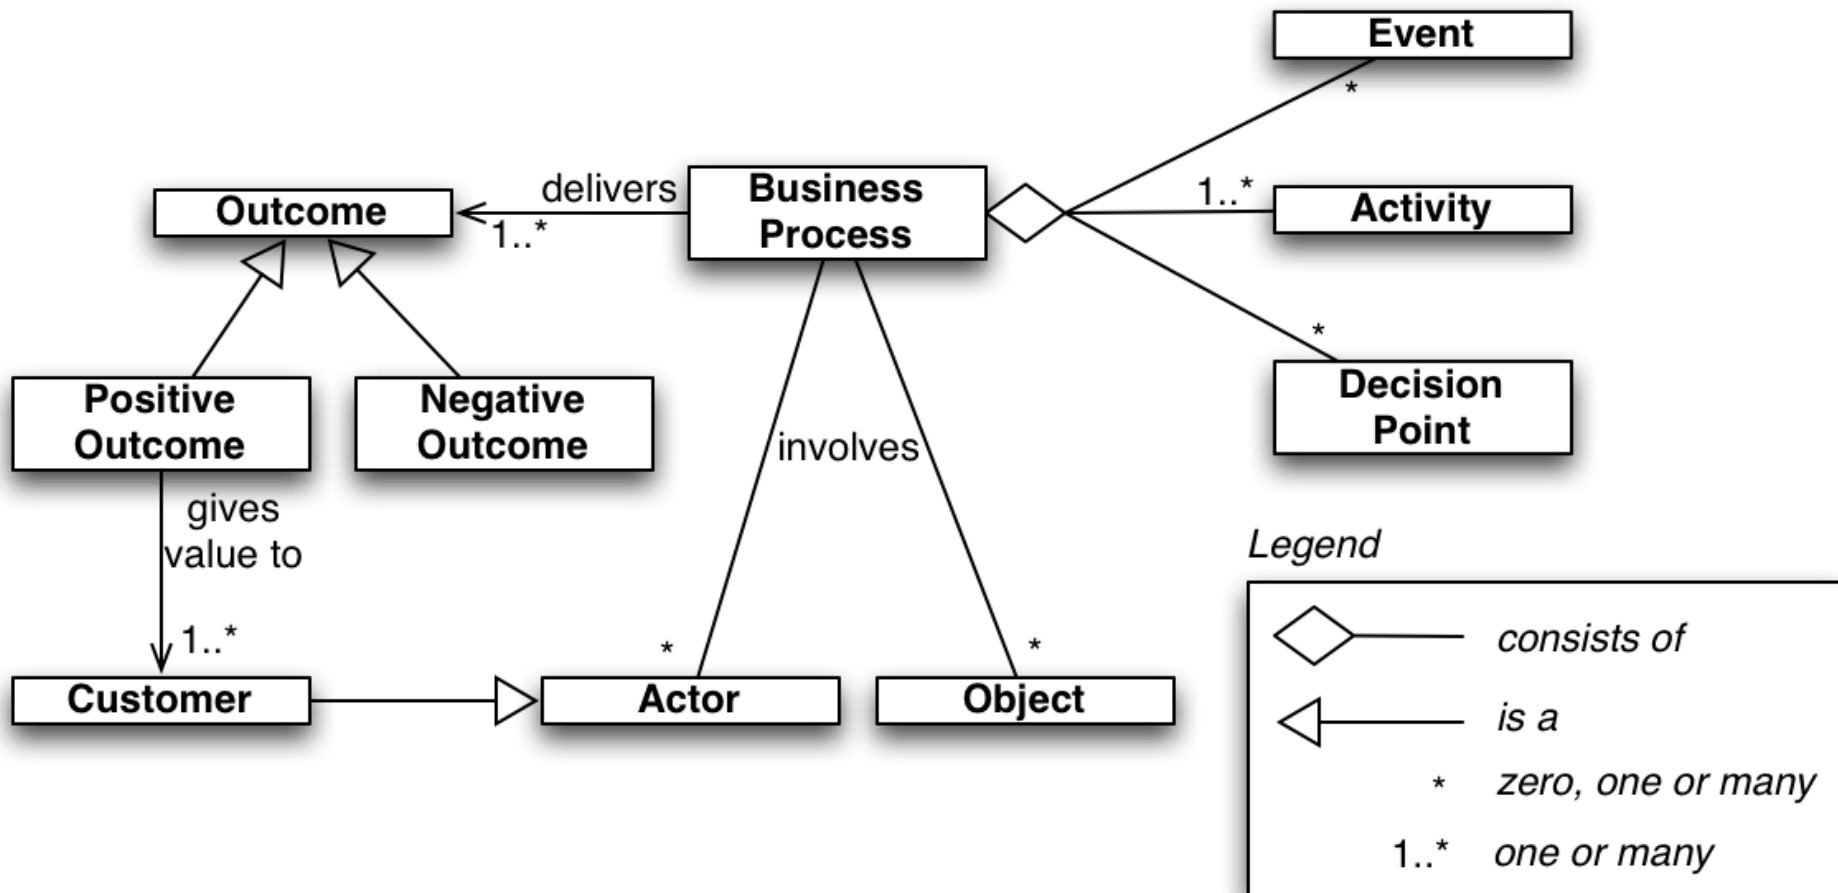 Event
*
delivers
Business
Process
1..*
Activity
Outcome
1..*
*
Decision
Point
Positive
Outcome
Negative
Outcome
involves
gives
value to
1..*
*
*
Customer
Actor
Object
Legend
consists of
is a
* zero, one or many
1..* one or many